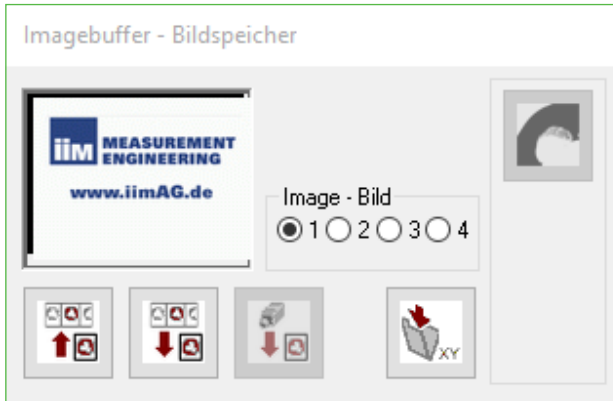 Imagebuffer - Bildspeicher
iim MEASUREMENT
ENGINEERING
www.iimAG.de
Image - Bild
1 2 3 4
XY